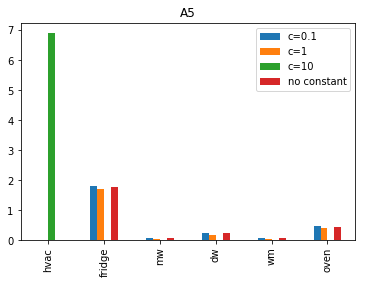 A5
c=0.1
c=1
c=10
no constant
7
6
5
4
3
2
1
0
hvac
fridge
mw
dw
wm
oven